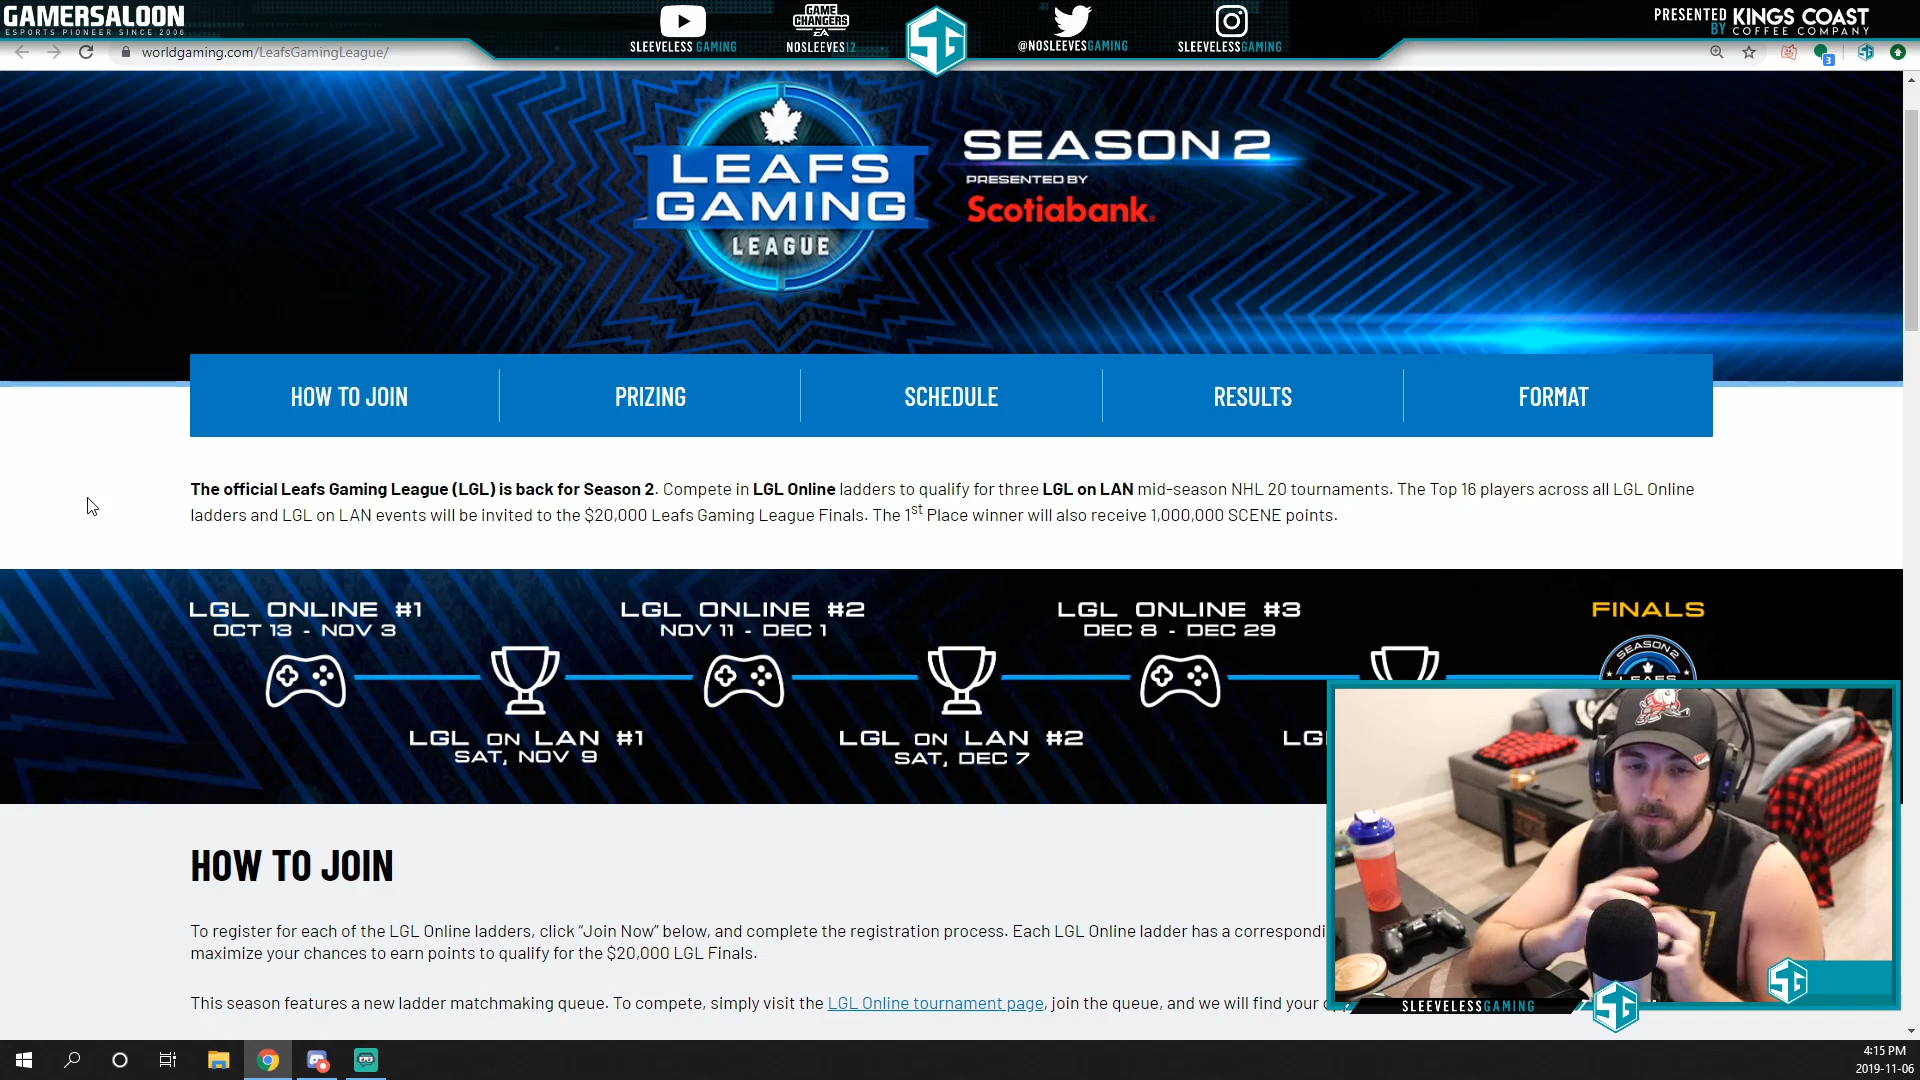 GAMERSALOON
ESPORTS PIONEER SINCE 2006
SLEEVELESS GAMING
GAME CHANGERS
EA
NOSLEEVES12
SG
@NOSLEEVESGAMING
SLEEVELESSGAMING
PRESENTED BY KINGS COAST COFFEE COMPANY
worldgaming.com/LeafsGamingLeague/
3
LEAFS
GAMING
LEAGUE
SEASON 2
PRESENTED BY
Scotiabank
HOW TO JOIN
PRIZING
SCHEDULE
RESULTS
FORMAT
The official Leafs Gaming League (LGL) is back for Season 2. Compete in LGL Online ladders to qualify for three LGL on LAN mid-season NHL 20 tournaments. The Top 16 players across all LGL Online
ladders and LGL on LAN events will be invited to the $20,000 Leafs Gaming League Finals. The 1st Place winner will also receive 1,000,000 SCENE points.
LGL ONLINE #1
OCT 13 - NOV 3
LGL ONLINE #2
NOV 11 - DEC 1
LGL ONLINE #3
DEC 8 - DEC 29
FINALS
SEASON 2
LEAFS
LGL ON LAN #1
SAT, NOV 9
LGL ON LAN #2
SAT, DEC 7
LGL
HOW TO JOIN
To register for each of the LGL Online ladders, click “Join Now” below, and complete the registration process. Each LGL Online ladder has a correspondi
maximize your chances to earn points to qualify for the $20,000 LGL Finals.
This season features a new ladder matchmaking queue. To compete, simply visit the LGL Online tournament page, join the queue, and we will find your
SLEEVELESSGAMING
SG
SG
4:15 PM
2019-11-06